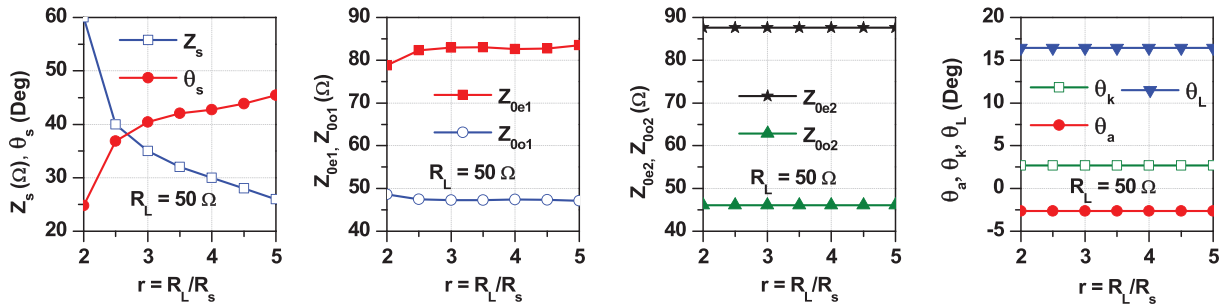 Z_s (Ω), θ_s (Deg)
60
50
40
30
20
Z_s
θ_s
R_L = 50 Ω
2 3 4 5
r = R_L/R_s
Z_0e1, Z_0o1 (Ω)
90
80
70
60
50
40
Z_0e1
Z_0o1
R_L = 50 Ω
2 3 4 5
r = R_L/R_s
Z_0e2, Z_0o2 (Ω)
90
80
70
60
50
40
Z_0e2
Z_0o2
R_L = 50 Ω
2 3 4 5
r = R_L/R_s
θ_a, θ_k, θ_L (Deg)
20
15
10
5
0
-5
θ_k θ_L
θ_a
R_L = 50 Ω
2 3 4 5
r = R_L/R_s